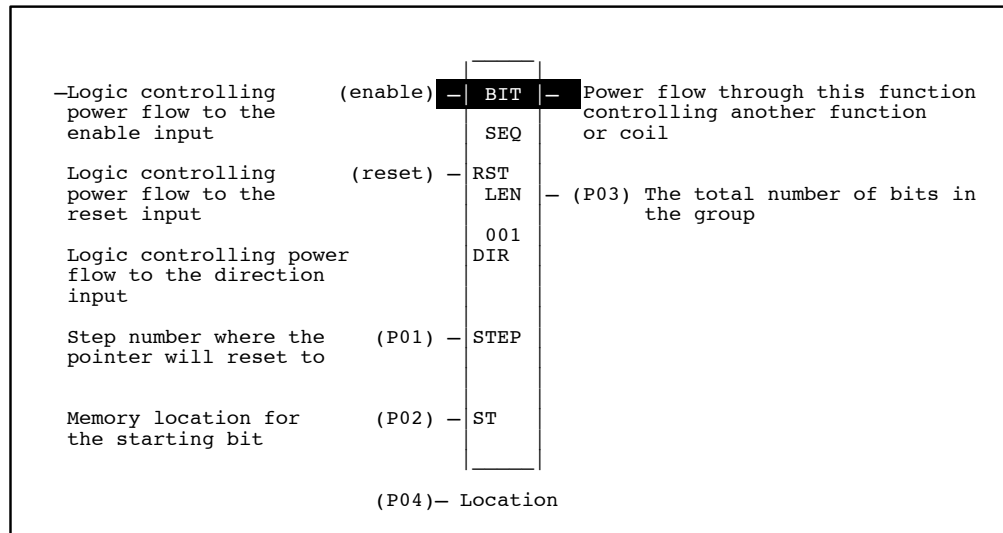 —Logic controlling (enable) — BIT — Power flow through this function
power flow to the controlling another function
enable input SEQ or coil
Logic controlling (reset) — RST
power flow to the LEN — (P03) The total number of bits in
reset input the group
001
Logic controlling power DIR
flow to the direction
input
Step number where the (P01) — STEP
pointer will reset to
Memory location for (P02) — ST
the starting bit
(P04)— Location